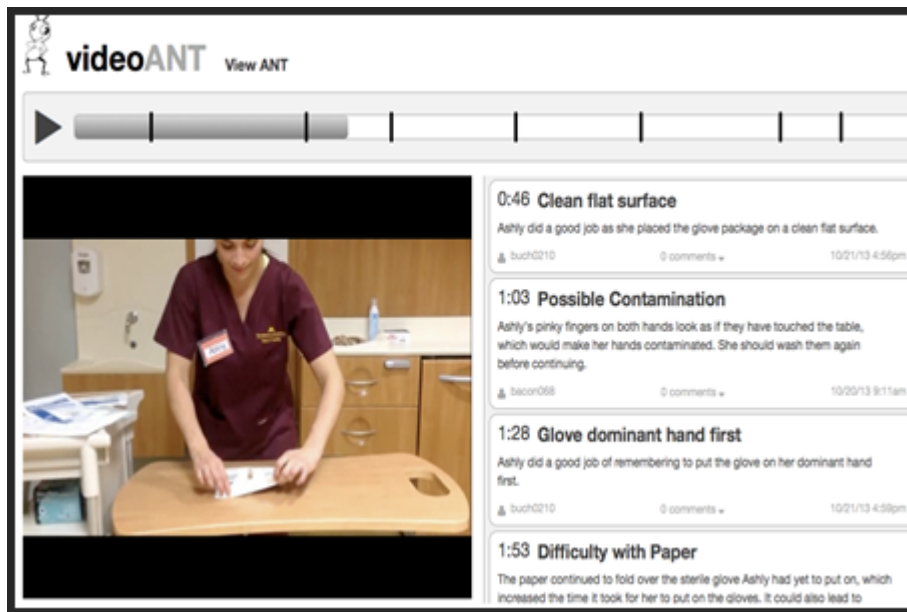 videoANT View ANT
0:46 Clean flat surface
Ashly did a good job as she placed the glove package on a clean flat surface.
buch0210 0 comments 10/21/13 4:56pm
1:03 Possible Contamination
Ashly's pinky fingers on both hands look as if they have touched the table,
which would make her hands contaminated. She should wash them again
before continuing.
bacon068 0 comments 10/20/13 9:11am
1:28 Glove dominant hand first
Ashly did a good job of remembering to put the glove on her dominant hand
first.
buch0210 0 comments 10/21/13 4:59pm
1:53 Difficulty with Paper
The paper continued to fold over the sterile glove Ashly had yet to put on, which
increased the time it took for her to put on the gloves. It could also lead to